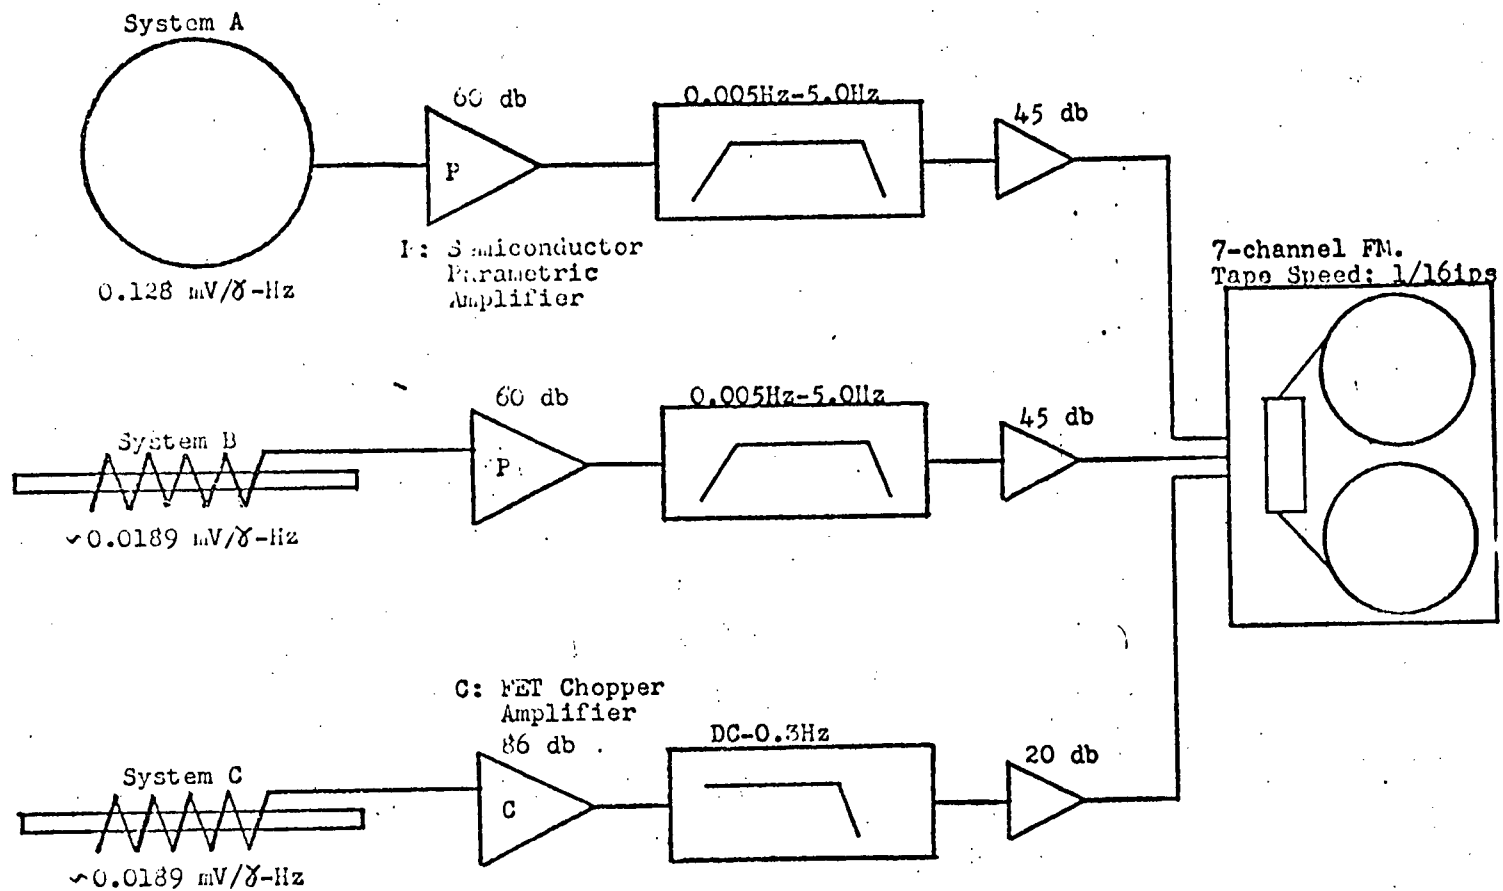 System A
60 db
0.005Hz-5.0Hz
45 db
P
P: Semiconductor
Parametric
Amplifier
0.128 mV/γ-Hz
7-channel FM.
Tape Speed: 1/16ips
System B
60 db
0.005Hz-5.0Hz
45 db
P
~0.0189 mV/γ-Hz
C: FET Chopper
Amplifier
86 db
DC-0.3Hz
20 db
System C
C
~0.0189 mV/γ-Hz